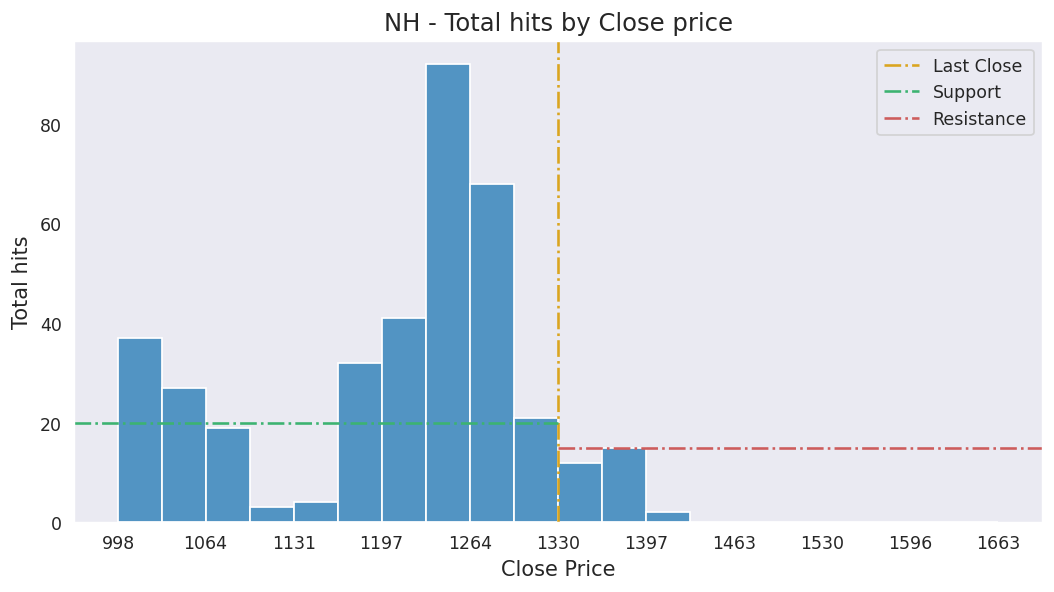 NH - Total hits by Close price
Last Close
Support
Resistance
Total hits
80
60
40
20
0
998 1064 1131 1197 1264 1330 1397 1463 1530 1596 1663
Close Price